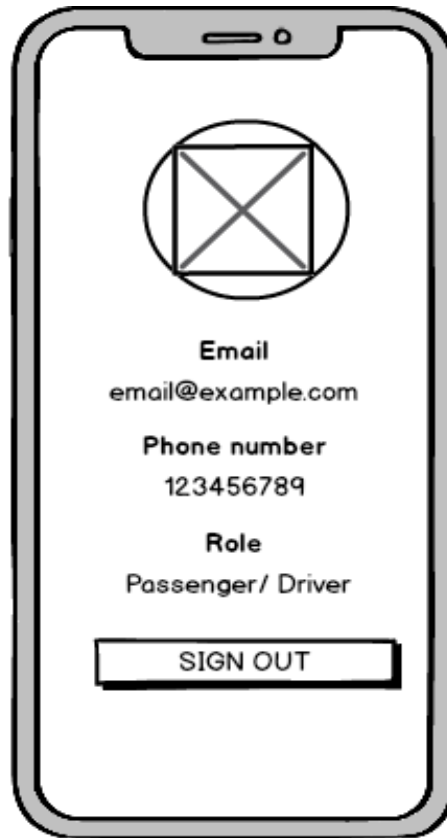 Email
email@example.com
Phone number
123456789
Role
Passenger/ Driver
SIGN OUT